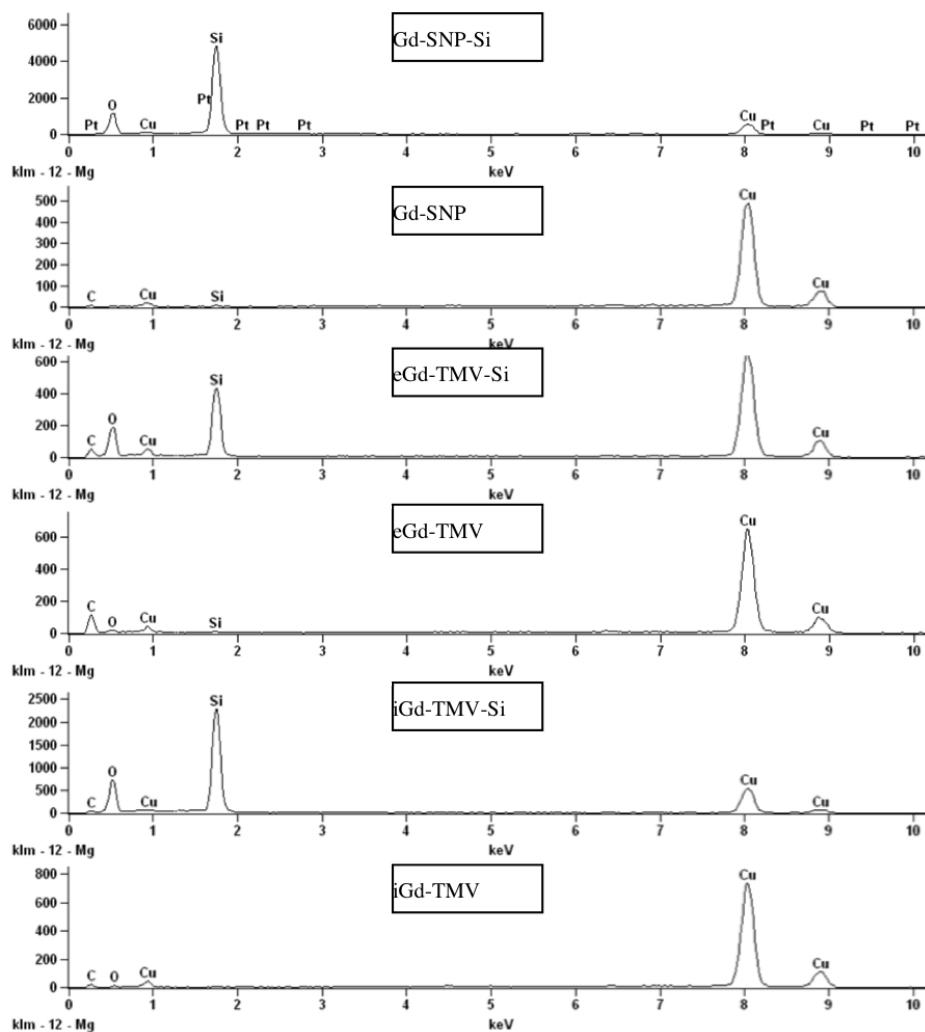 6000
Gd-SNP-Si
Si
4000
Pt
2000
O
Pt Cu Pt Pt Pt Cu Pt Cu Pt Pt
0
0 1 2 3 4 5 6 7 8 9 10
klm - 12 - Mg keV
500
Gd-SNP
Cu
400
300
200
100
C Cu Si Cu
0
0 1 2 3 4 5 6 7 8 9 10
klm - 12 - Mg keV
600
eGd-TMV-Si
Si
400
200
O
C Cu Cu
0
0 1 2 3 4 5 6 7 8 9 10
klm - 12 - Mg keV
eGd-TMV
Cu
600
400
200
C O Cu Si Cu
0
0 1 2 3 4 5 6 7 8 9 10
klm - 12 - Mg keV
2500
Si
iGd-TMV-Si
2000
1500
1000
O
500
C Cu Cu Cu
0
0 1 2 3 4 5 6 7 8 9 10
klm - 12 - Mg keV
800
iGd-TMV
Cu
600
400
200
C O Cu Cu
0
0 1 2 3 4 5 6 7 8 9 10
klm - 12 - Mg keV